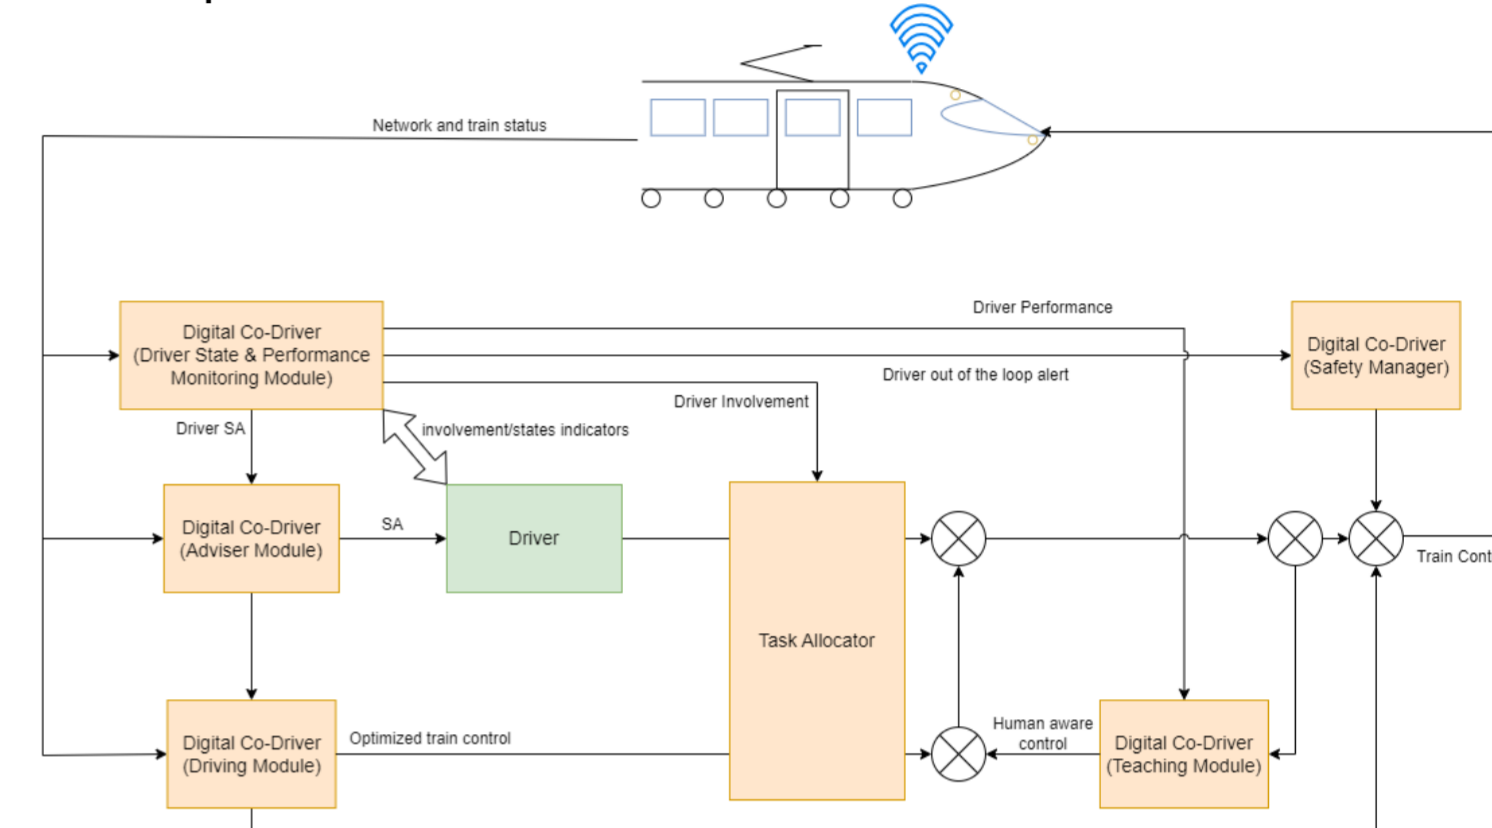 Network and train status
Driver Performance
Digital Co-Driver
(Driver State & Performance
Monitoring Module)
Digital Co-Driver
(Safety Manager)
Driver out of the loop alert
Driver Involvement
Driver SA
involvement/states indicators
Digital Co-Driver
(Adviser Module)
SA
Driver
Train Cont
Task Allocator
Digital Co-Driver
(Driving Module)
Optimized train control
Human aware
control
Digital Co-Driver
(Teaching Module)